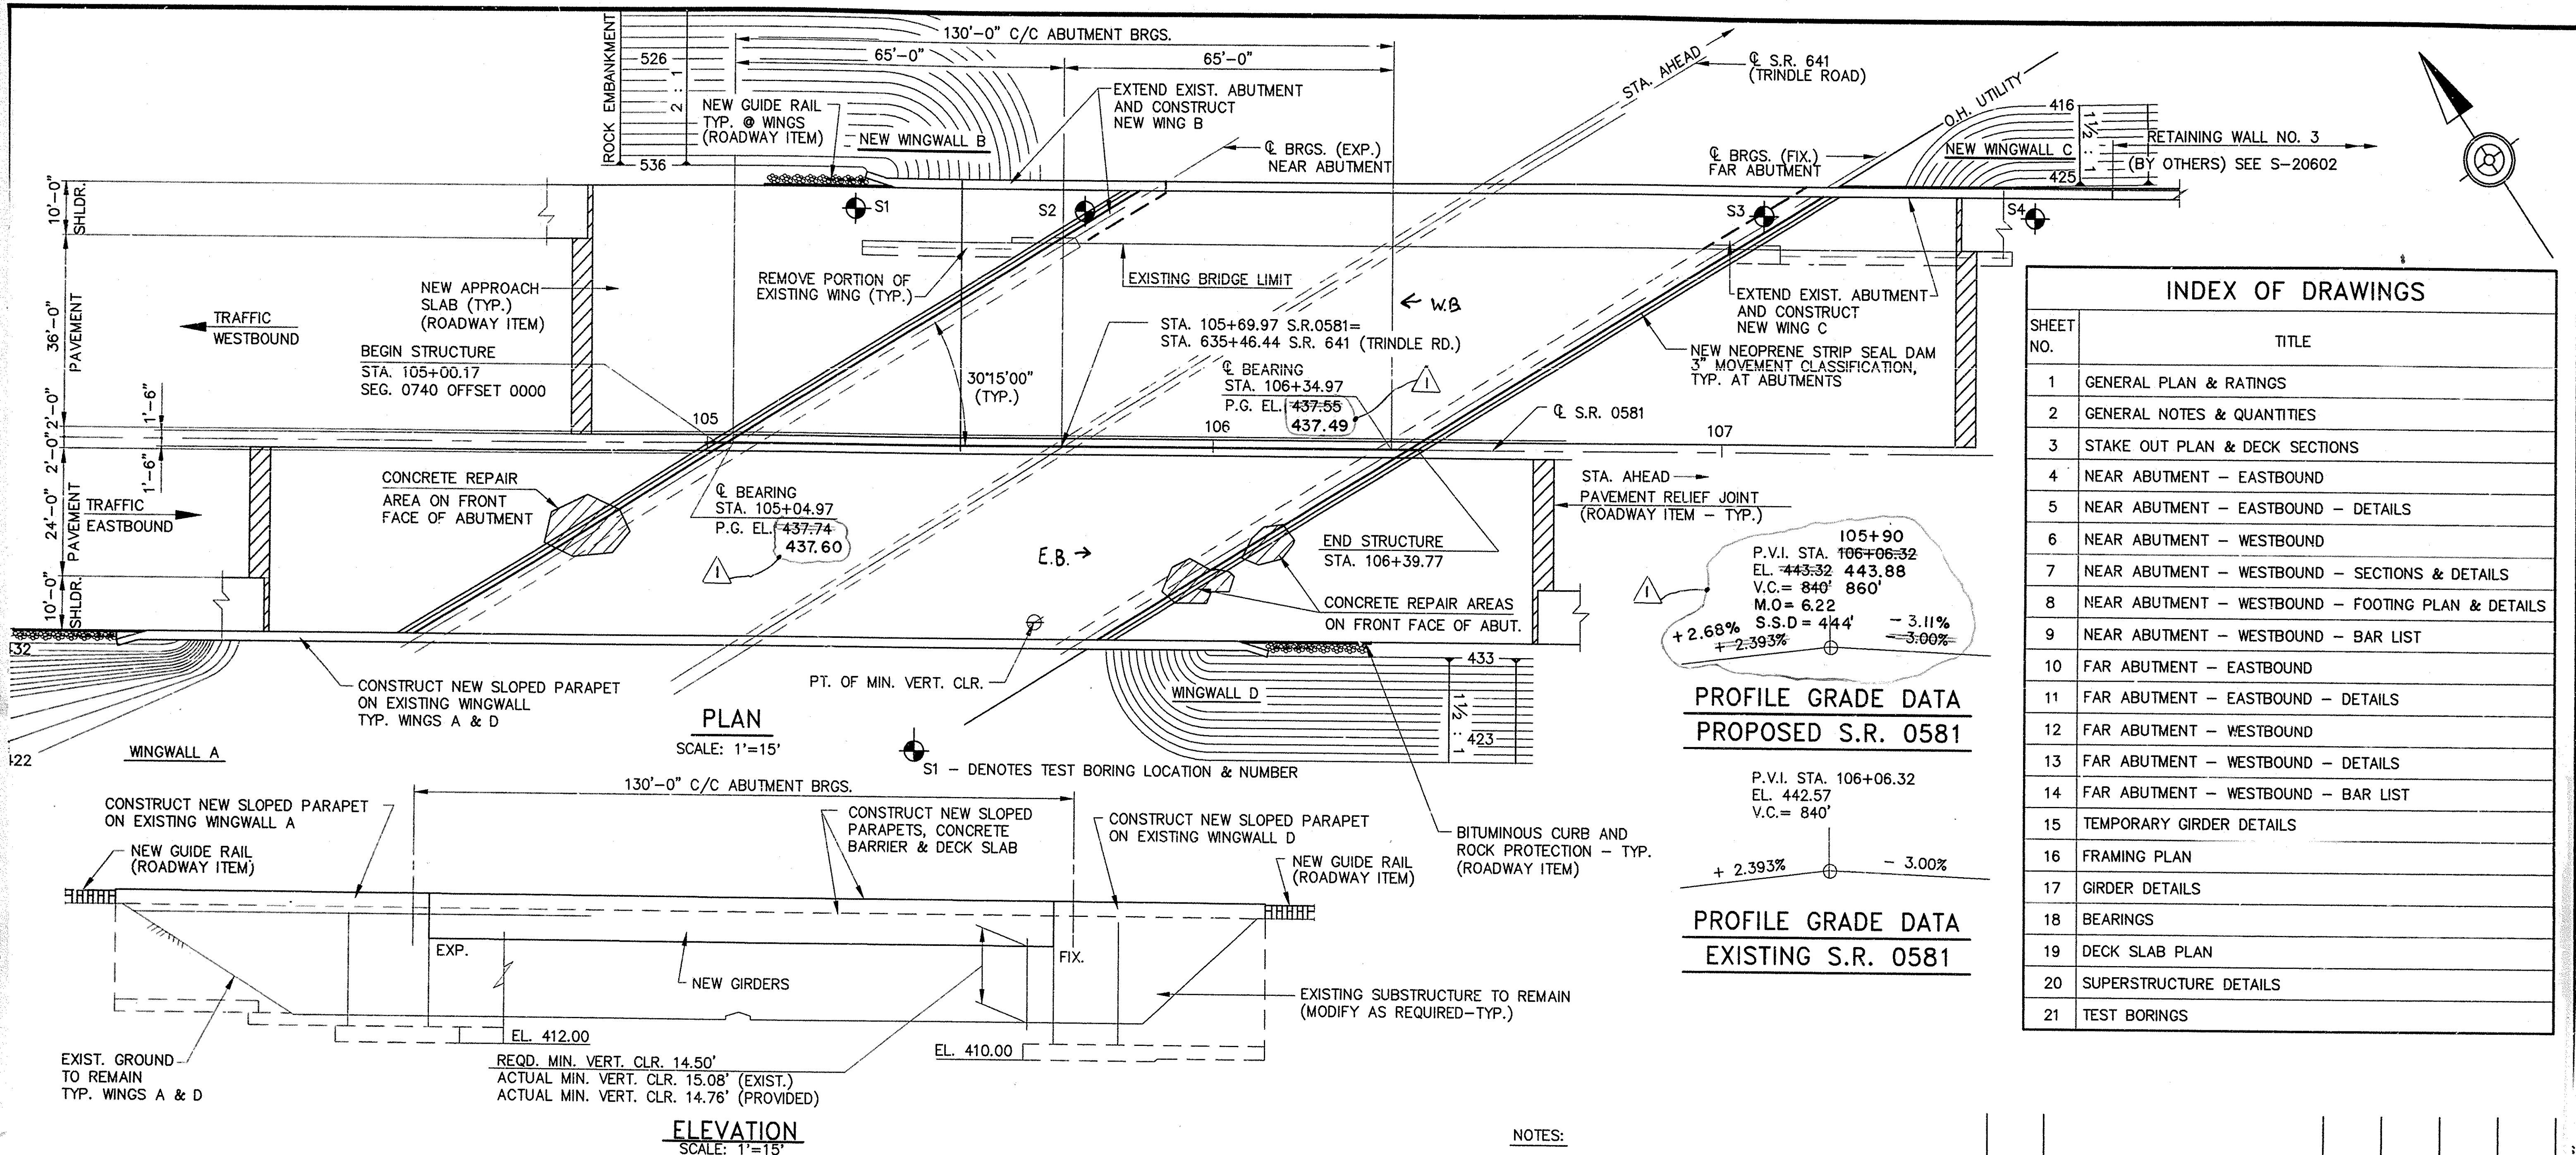 130'-0" C/C ABUTMENT BRGS.
65'-0"
65'-0"
ROCK EMBANKMENT
526
2 : 1
536
NEW GUIDE RAIL
TYP. @ WINGS
(ROADWAY ITEM)
NEW WINGWALL B
EXTEND EXIST. ABUTMENT
AND CONSTRUCT
NEW WING B
STA. AHEAD
℄ S.R. 641
(TRINDLE ROAD)
O.H. UTILITY
℄ BRGS. (EXP.)
NEAR ABUTMENT
℄ BRGS. (FIX.)
FAR ABUTMENT
NEW WINGWALL C
416
1 1/2 : 1
425
RETAINING WALL NO. 3
(BY OTHERS) SEE S-20602
10'-0"
SHLDR.
36'-0"
PAVEMENT
2'-0"
1'-6"
2'-0"
1'-6"
24'-0"
PAVEMENT
10'-0"
SHLDR.
S1
S2
S3
S4
NEW APPROACH
SLAB (TYP.)
(ROADWAY ITEM)
REMOVE PORTION OF
EXISTING WING (TYP.)
EXISTING BRIDGE LIMIT
TRAFFIC
WESTBOUND
← W.B
EXTEND EXIST. ABUTMENT
AND CONSTRUCT
NEW WING C
BEGIN STRUCTURE
STA. 105+00.17
SEG. 0740 OFFSET 0000
STA. 105+69.97 S.R.0581=
STA. 635+46.44 S.R. 641 (TRINDLE RD.)
30°15'00"
(TYP.)
℄ BEARING
STA. 106+34.97
P.G. EL. 437.55
437.49
1
NEW NEOPRENE STRIP SEAL DAM
3" MOVEMENT CLASSIFICATION,
TYP. AT ABUTMENTS
℄ S.R. 0581
105
106
107
CONCRETE REPAIR
AREA ON FRONT
FACE OF ABUTMENT
TRAFFIC
EASTBOUND
℄ BEARING
STA. 105+04.97
P.G. EL. 437.74
437.60
1
E.B. →
END STRUCTURE
STA. 106+39.77
CONCRETE REPAIR AREAS
ON FRONT FACE OF ABUT.
STA. AHEAD
PAVEMENT RELIEF JOINT
(ROADWAY ITEM - TYP.)
105+90
P.V.I. STA. 106+06.32
EL. 443.32 443.88
V.C.= 840' 860'
M.O= 6.22
S.S.D = 444'
+2.68%
+ 2.393%
- 3.11%
- 3.00%
1
PROFILE GRADE DATA
PROPOSED S.R. 0581
P.V.I. STA. 106+06.32
EL. 442.57
V.C.= 840'
+ 2.393%
- 3.00%
PROFILE GRADE DATA
EXISTING S.R. 0581
432
422
WINGWALL A
CONSTRUCT NEW SLOPED PARAPET
ON EXISTING WINGWALL
TYP. WINGS A & D
PT. OF MIN. VERT. CLR.
WINGWALL D
433
1 1/2 : 1
423
PLAN
SCALE: 1'=15'
S1 - DENOTES TEST BORING LOCATION & NUMBER
130'-0" C/C ABUTMENT BRGS.
CONSTRUCT NEW SLOPED PARAPET
ON EXISTING WINGWALL A
NEW GUIDE RAIL
(ROADWAY ITEM)
CONSTRUCT NEW SLOPED
PARAPETS, CONCRETE
BARRIER & DECK SLAB
CONSTRUCT NEW SLOPED PARAPET
ON EXISTING WINGWALL D
NEW GUIDE RAIL
(ROADWAY ITEM)
BITUMINOUS CURB AND
ROCK PROTECTION - TYP.
(ROADWAY ITEM)
EXP.
FIX.
NEW GIRDERS
EXISTING SUBSTRUCTURE TO REMAIN
(MODIFY AS REQUIRED-TYP.)
EL. 412.00
EL. 410.00
EXIST. GROUND
TO REMAIN
TYP. WINGS A & D
REQD. MIN. VERT. CLR. 14.50'
ACTUAL MIN. VERT. CLR. 15.08' (EXIST.)
ACTUAL MIN. VERT. CLR. 14.76' (PROVIDED)
ELEVATION
SCALE: 1'=15'
NOTES:
INDEX OF DRAWINGS
SHEET NO. TITLE
1 GENERAL PLAN & RATINGS
2 GENERAL NOTES & QUANTITIES
3 STAKE OUT PLAN & DECK SECTIONS
4 NEAR ABUTMENT - EASTBOUND
5 NEAR ABUTMENT - EASTBOUND - DETAILS
6 NEAR ABUTMENT - WESTBOUND
7 NEAR ABUTMENT - WESTBOUND - SECTIONS & DETAILS
8 NEAR ABUTMENT - WESTBOUND - FOOTING PLAN & DETAILS
9 NEAR ABUTMENT - WESTBOUND - BAR LIST
10 FAR ABUTMENT - EASTBOUND
11 FAR ABUTMENT - EASTBOUND - DETAILS
12 FAR ABUTMENT - WESTBOUND
13 FAR ABUTMENT - WESTBOUND - DETAILS
14 FAR ABUTMENT - WESTBOUND - BAR LIST
15 TEMPORARY GIRDER DETAILS
16 FRAMING PLAN
17 GIRDER DETAILS
18 BEARINGS
19 DECK SLAB PLAN
20 SUPERSTRUCTURE DETAILS
21 TEST BORINGS